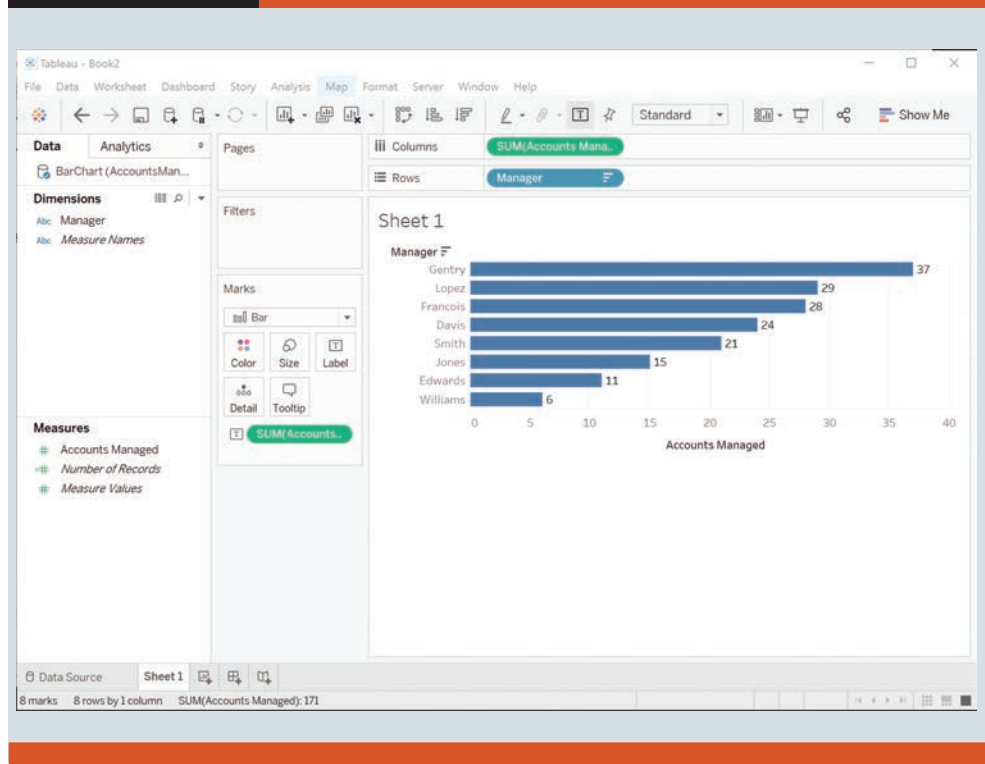 Tableau - Book2
File Data Worksheet Dashboard Story Analysis Map Format Server Window Help
Standard
Show Me
Data Analytics
BarChart (AccountsMan...
Dimensions
Abc Manager
Abc Measure Names
Measures
# Accounts Managed
=# Number of Records
# Measure Values
Pages
Filters
Marks
Bar
Color Size Label
Detail Tooltip
SUM(Accounts..
iii Columns SUM(Accounts Mana..
Rows Manager
Sheet 1
Manager
Gentry 37
Lopez 29
Francois 28
Davis 24
Smith 21
Jones 15
Edwards 11
Williams 6
0 5 10 15 20 25 30 35 40
Accounts Managed
Data Source Sheet 1
8 marks 8 rows by 1 column SUM(Accounts Managed): 171